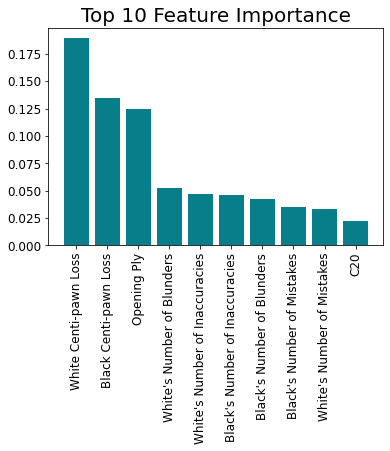 Top 10 Feature Importance
0.175
0.150
0.125
0.100
0.075
0.050
0.025
0.000
White Centi-pawn Loss
Black Centi-pawn Loss
Opening Ply
White's Number of Blunders
White's Number of Inaccuracies
Black's Number of Inaccuracies
Black's Number of Blunders
Black's Number of Mistakes
White's Number of Mistakes
C20